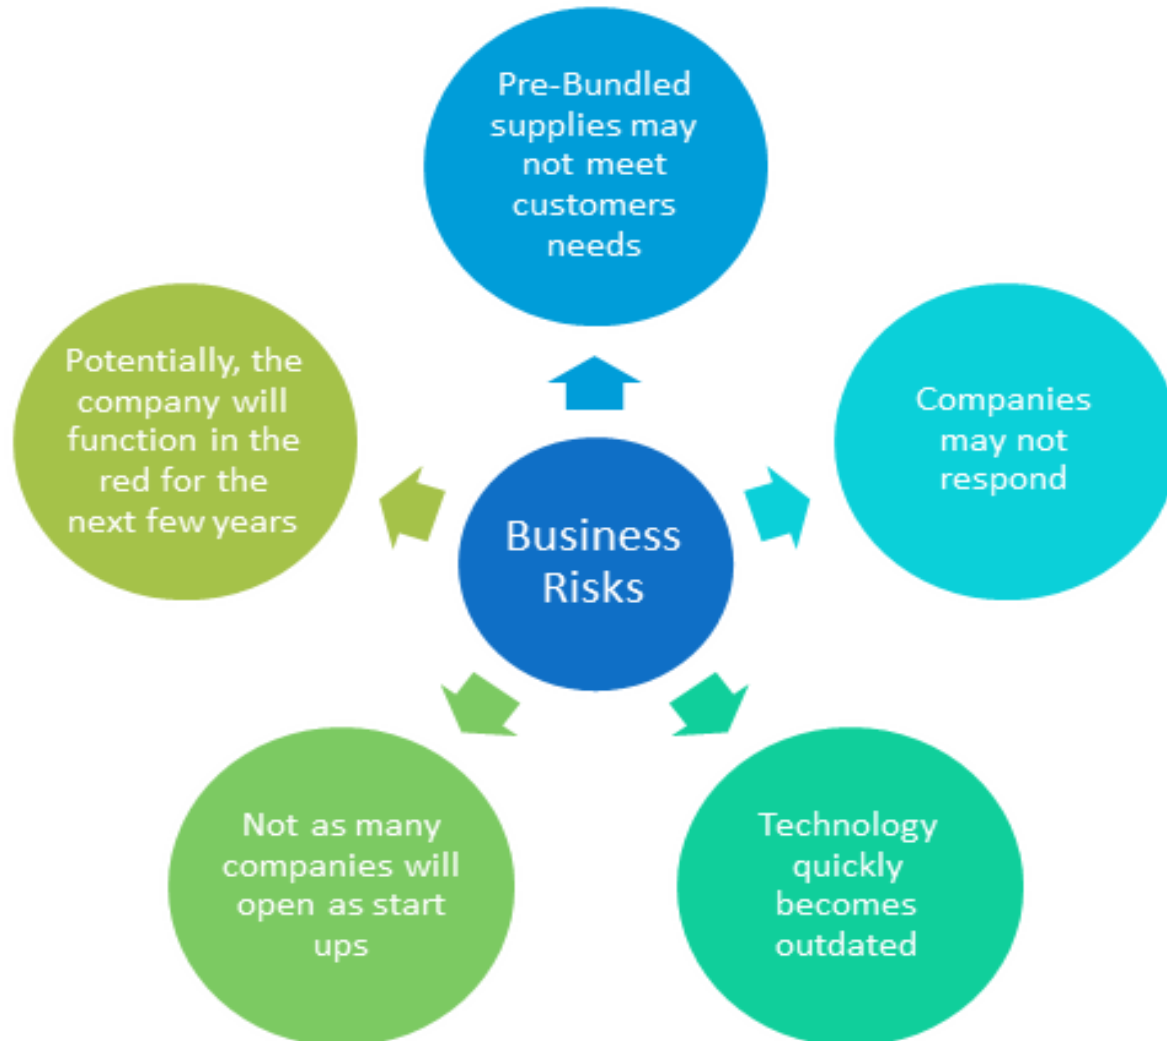 Pre-Bundled
supplies may
not meet
customers
needs
Potentially, the
company will
function in the
red for the
next few years
Companies
may not
respond
Business
Risks
Not as many
companies will
open as start
ups
Technology
quickly
becomes
outdated